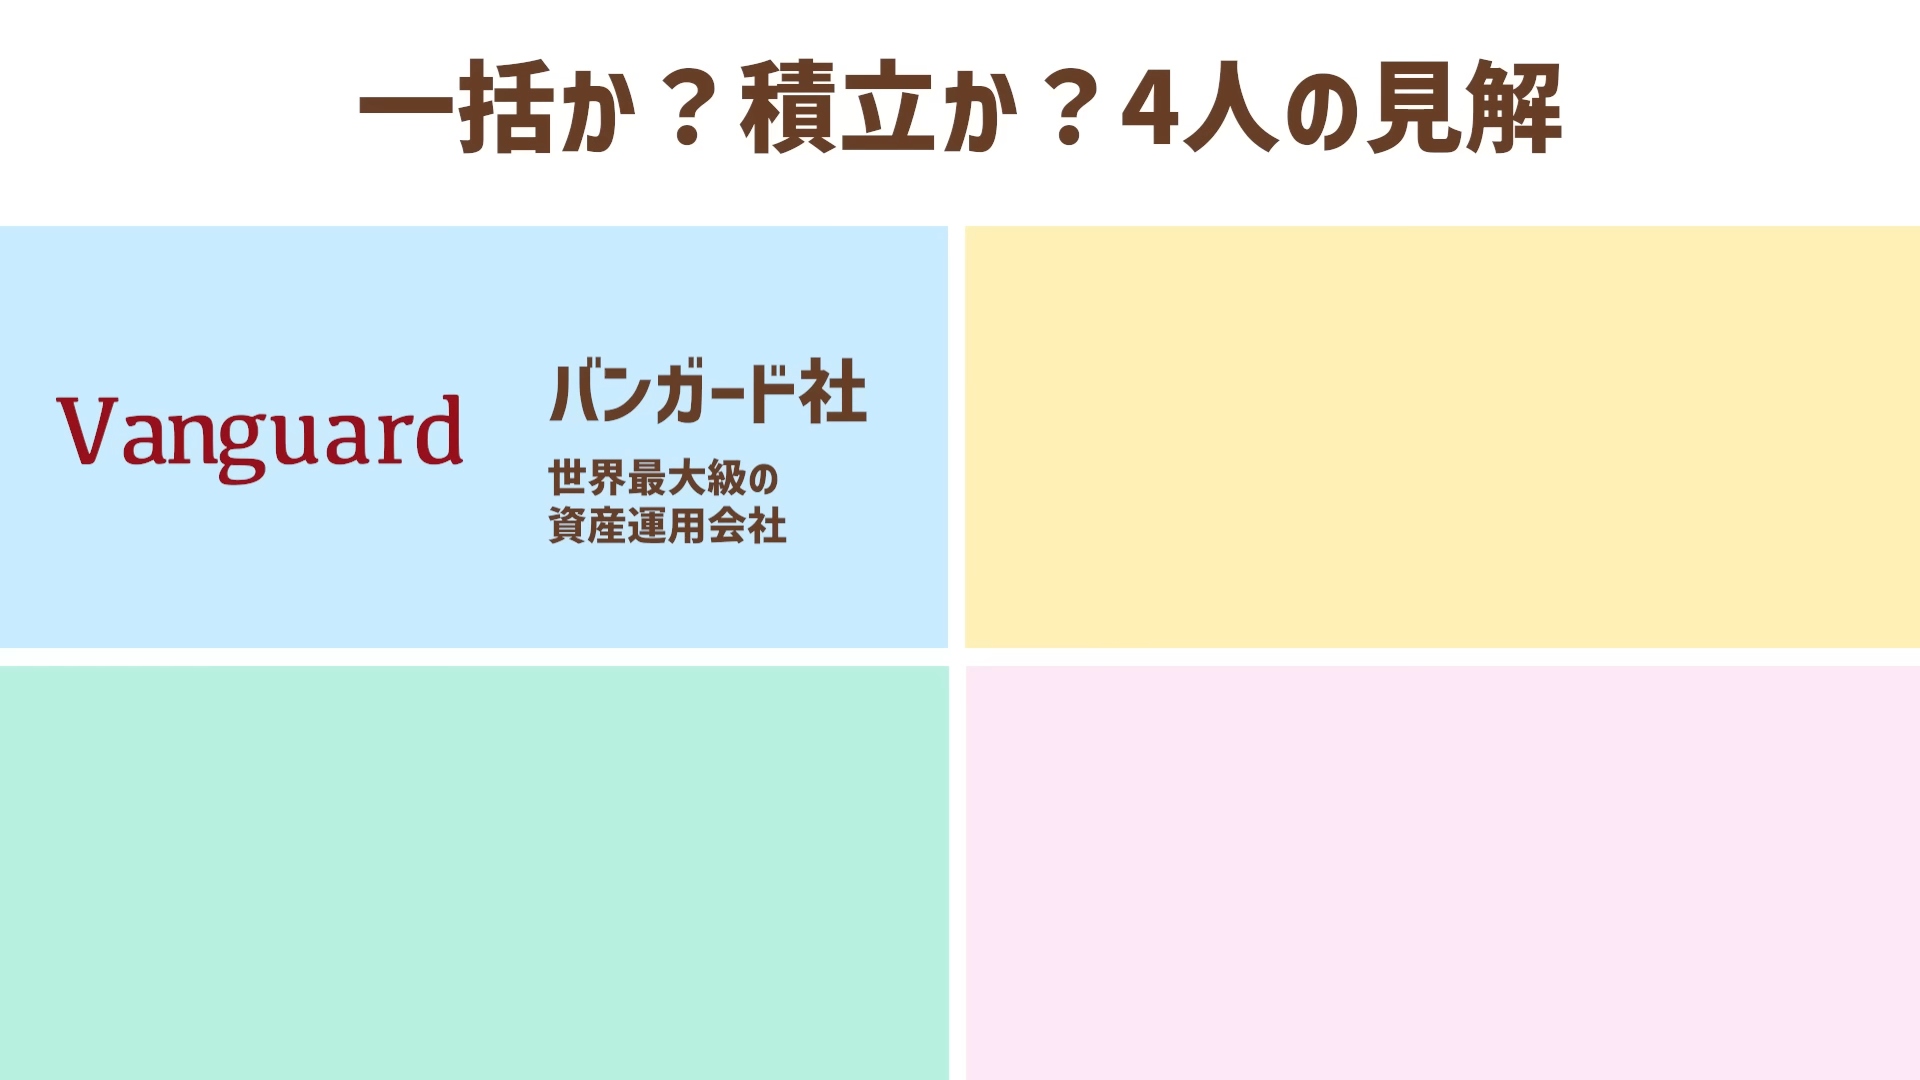 一括か？積立か？4人の見解
Vanguard
バンガード社
世界最大級の
資産運用会社